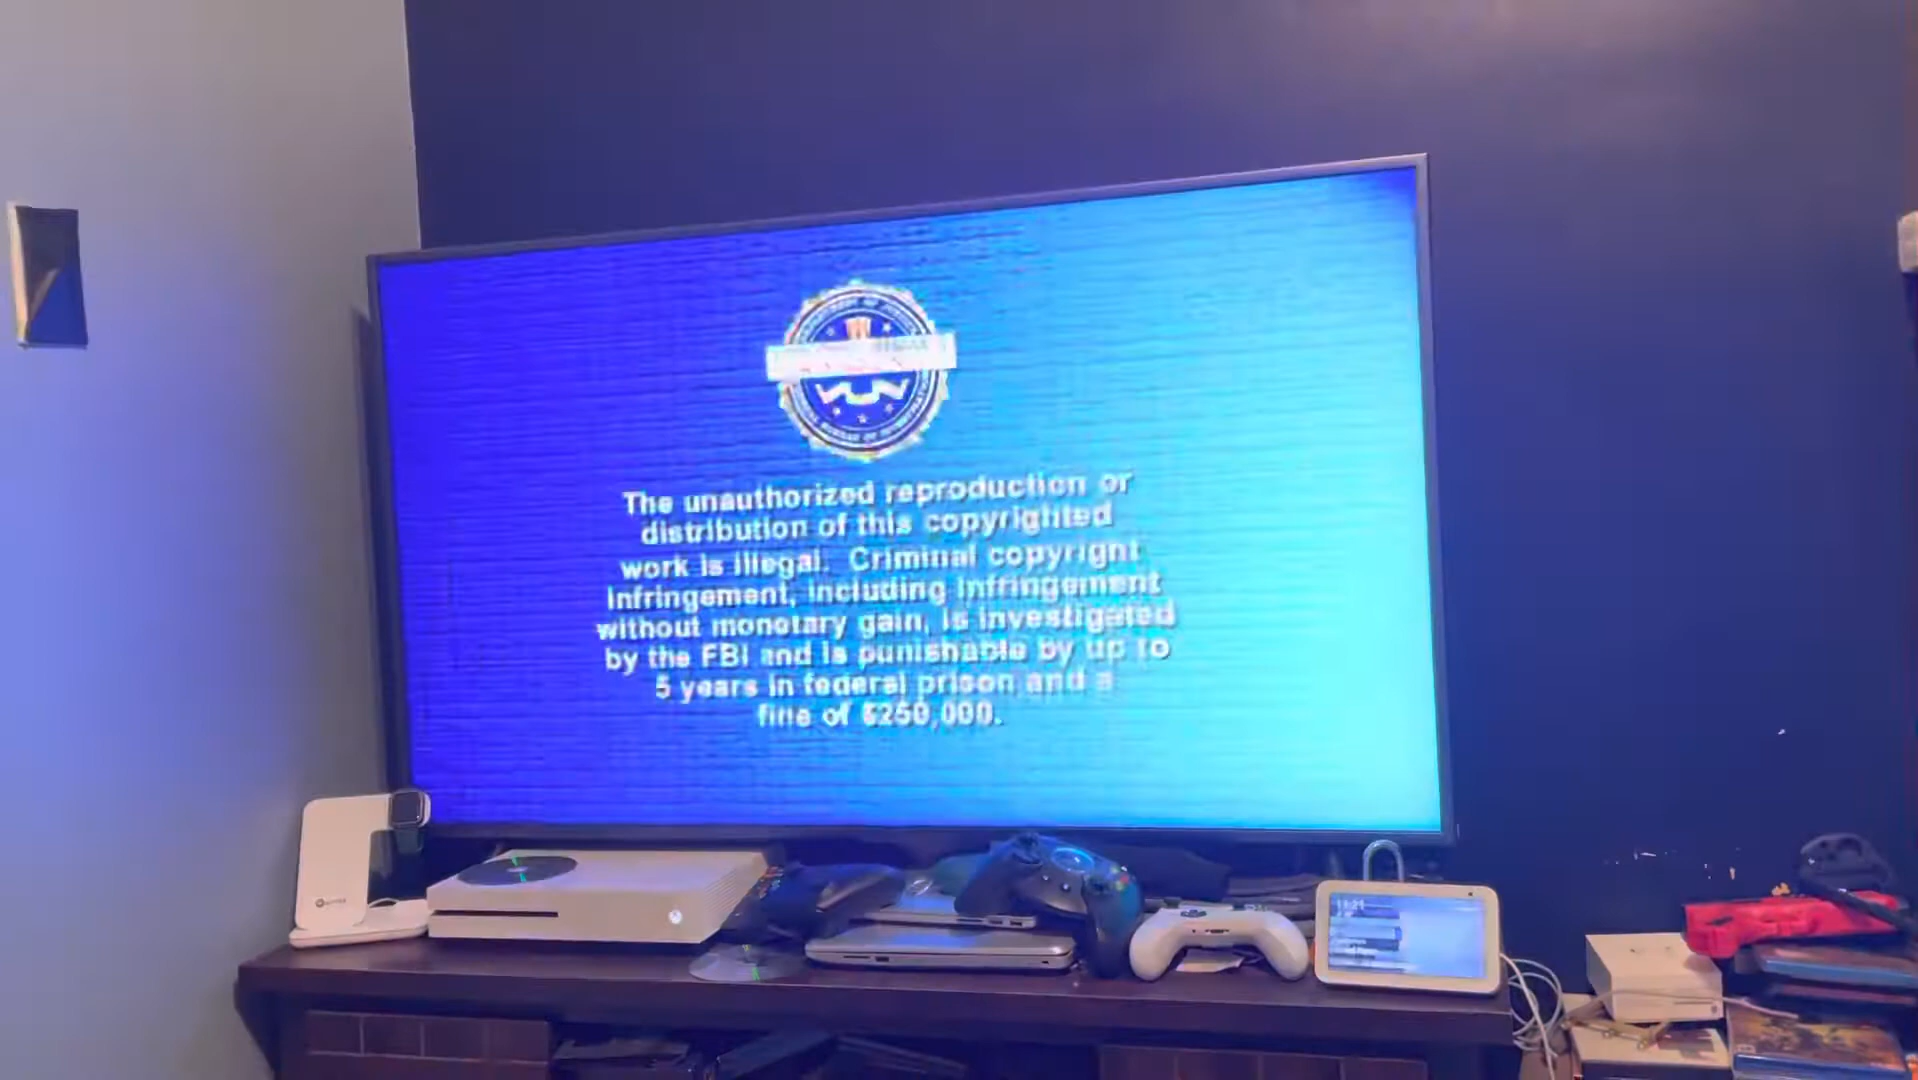 The unauthorized reproduction or
distribution of this copyrighted
work is illegal. Criminal copyright
infringement, including infringement
without monetary gain, is investigated
by the FBI and is punishable by up to
5 years in federal prison and a
fine of $250,000.